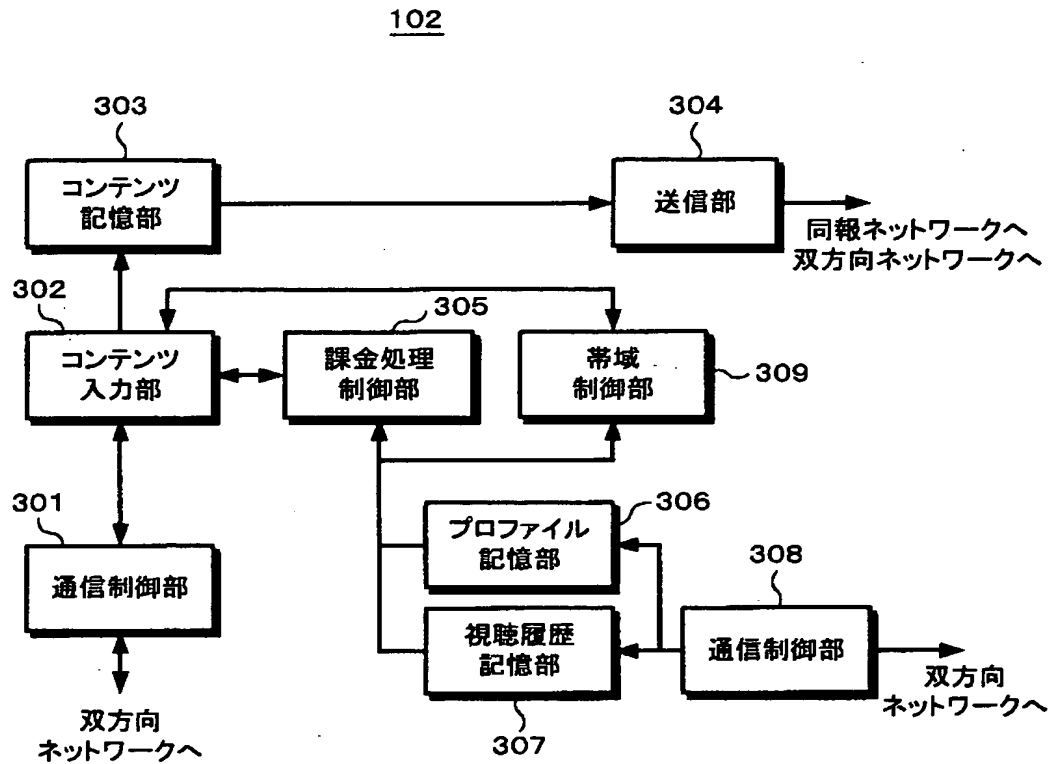 102
303
コンテンツ
記憶部
304
送信部
同報ネットワークへ
双方向ネットワークへ
302
コンテンツ
入力部
305
課金処理
制御部
帯域
制御部
309
301
通信制御部
306
プロファイル
記憶部
308
視聴履歴
記憶部
通信制御部
307
双方向
ネットワークへ
双方向
ネットワークへ